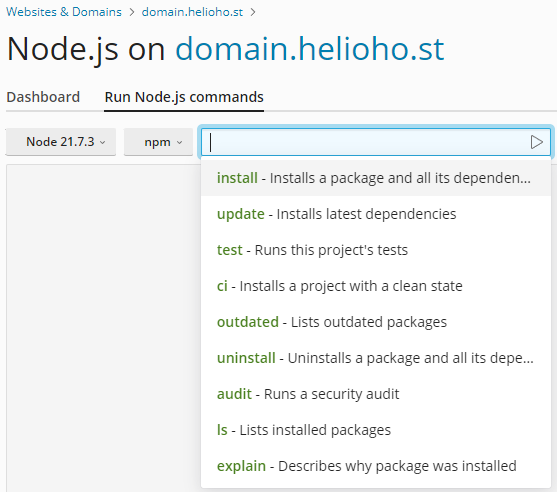 Websites & Domains > domain.helioho.st >
Node.js on domain.helioho.st
Dashboard Run Node.js commands
Node 21.7.3 npm
install - Installs a package and all its dependen...
update - Installs latest dependencies
test - Runs this project's tests
ci - Installs a project with a clean state
outdated - Lists outdated packages
uninstall - Uninstalls a package and all its depe...
audit - Runs a security audit
ls - Lists installed packages
explain - Describes why package was installed